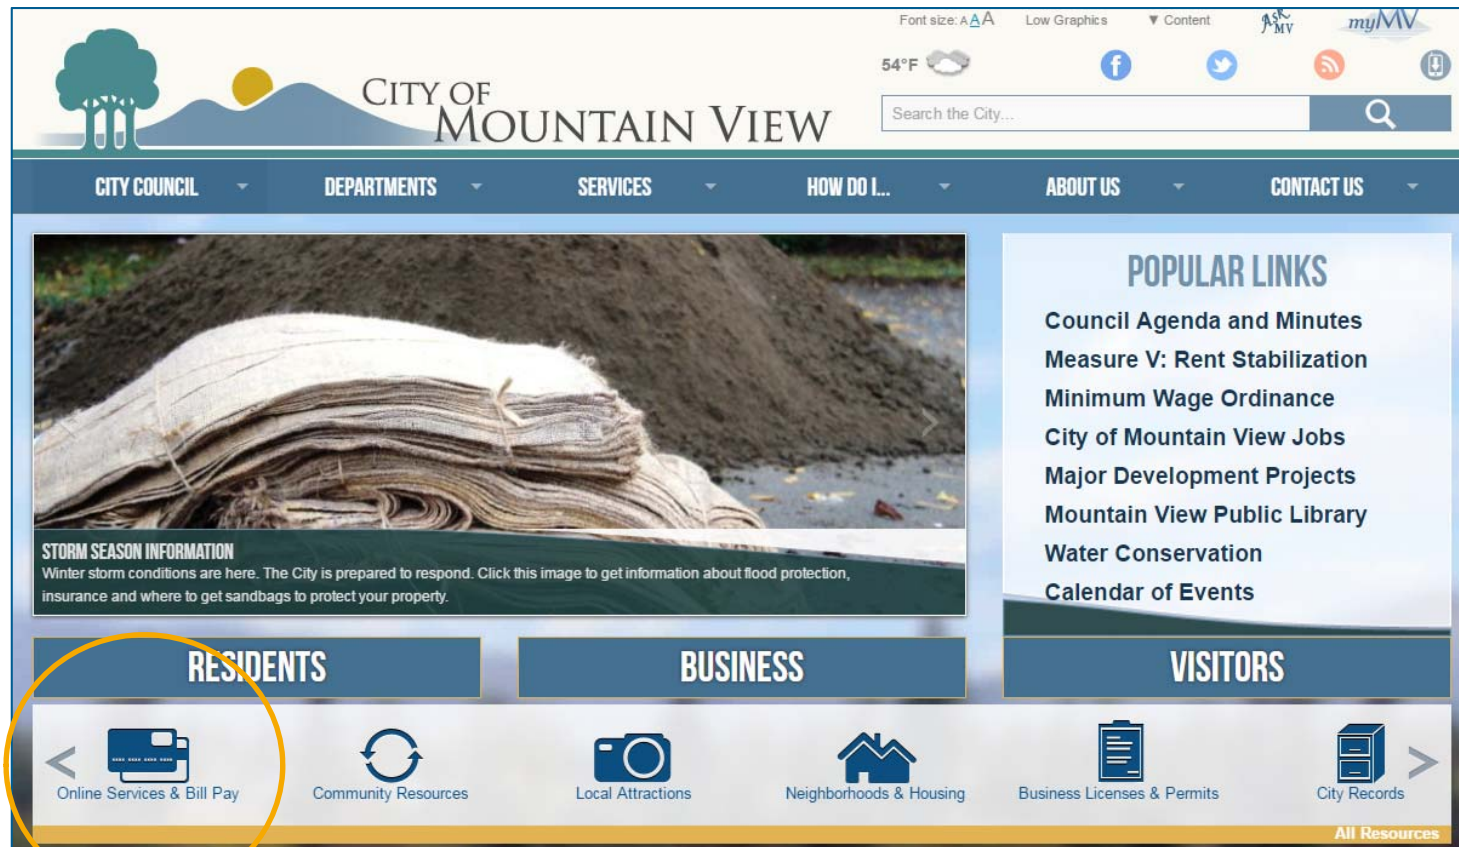 Font size: A A A Low Graphics ▼ Content ASK MV myMV
54°F
CITY OF
MOUNTAIN VIEW
Search the City...
CITY COUNCIL DEPARTMENTS SERVICES HOW DO I... ABOUT US CONTACT US
POPULAR LINKS
Council Agenda and Minutes
Measure V: Rent Stabilization
Minimum Wage Ordinance
City of Mountain View Jobs
Major Development Projects
Mountain View Public Library
Water Conservation
Calendar of Events
STORM SEASON INFORMATION
Winter storm conditions are here. The City is prepared to respond. Click this image to get information about flood protection,
insurance and where to get sandbags to protect your property.
RESIDENTS BUSINESS VISITORS
Online Services & Bill Pay Community Resources Local Attractions Neighborhoods & Housing Business Licenses & Permits City Records
All Resources